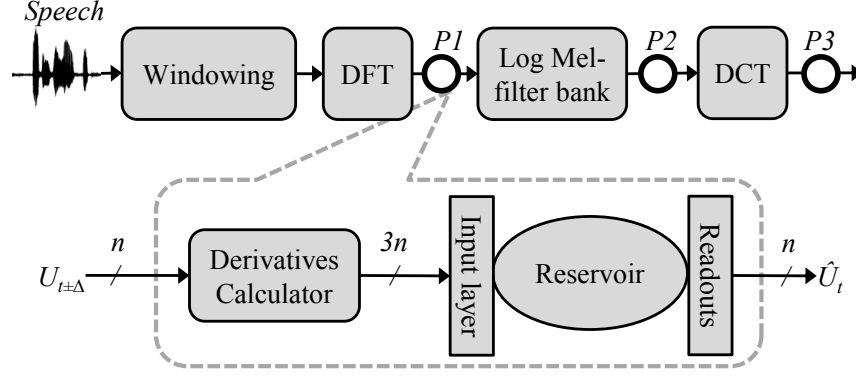 Speech
Windowing
DFT
P1
Log Mel-
filter bank
P2
DCT
P3
U_{t±Δ}
n
Derivatives
Calculator
3n
Input layer
Reservoir
Readouts
n
Û_t